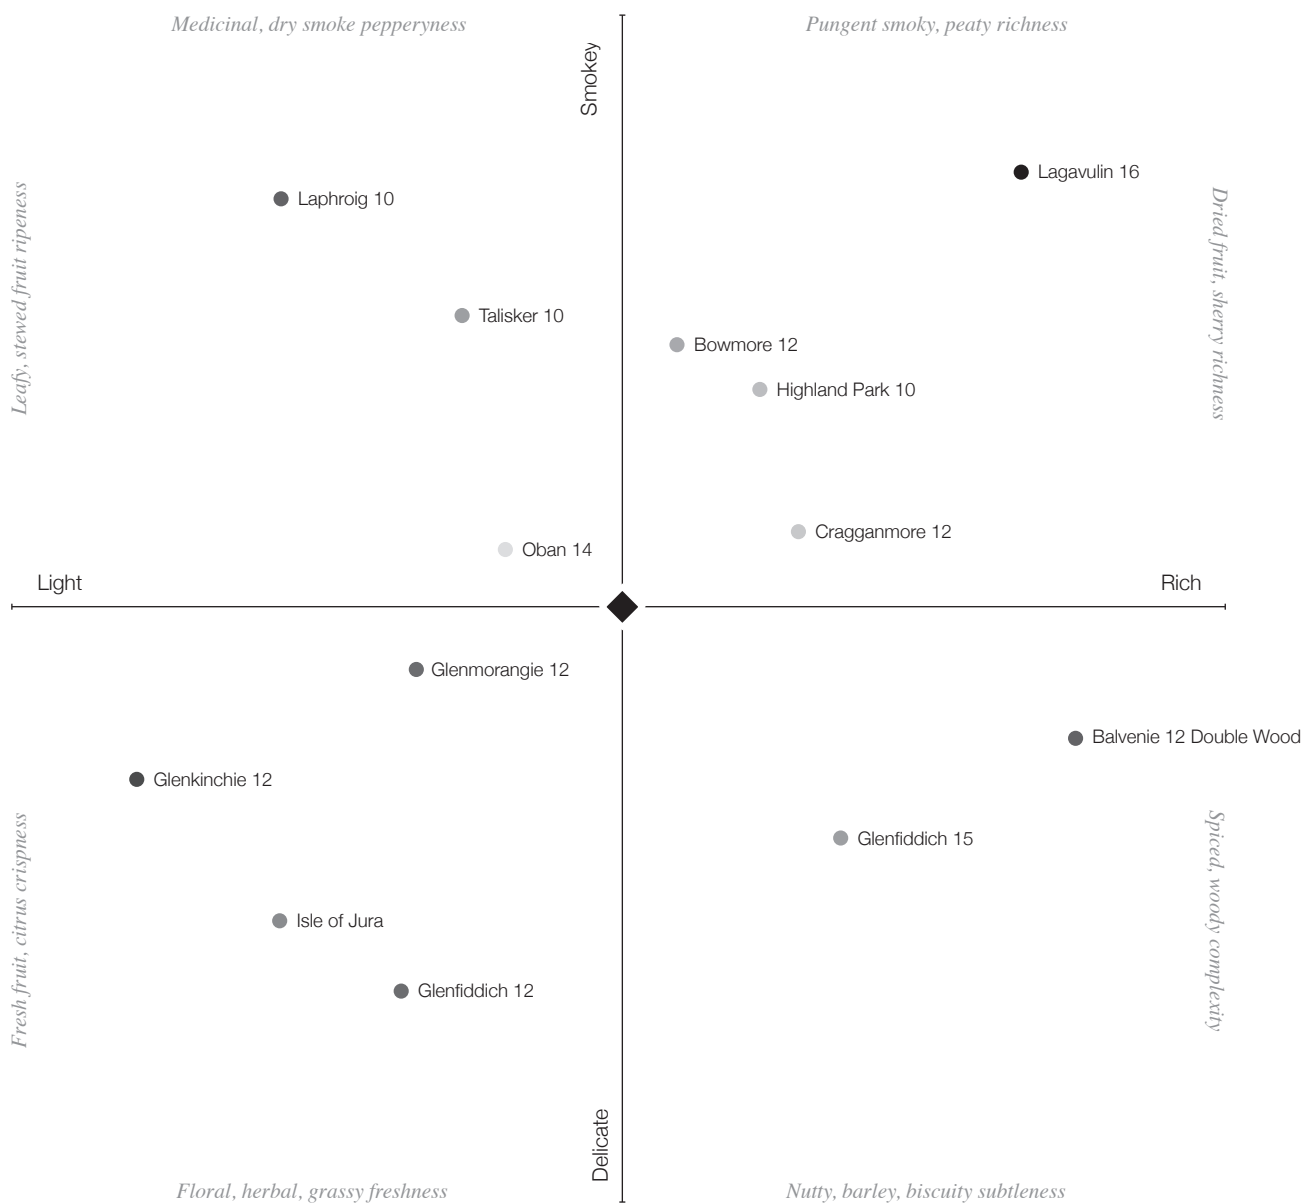 Medicinal, dry smoke pepperyness
Pungent smoky, peaty richness
Smokey
Lagavulin 16
Laphroig 10
Leafy, stewed fruit ripeness
Dried fruit, sherry richness
Talisker 10
Bowmore 12
Highland Park 10
Cragganmore 12
Oban 14
Light
Rich
Glenmorangie 12
Balvenie 12 Double Wood
Glenkinchie 12
Glenfiddich 15
Fresh fruit, citrus crispness
Spiced, woody complexity
Isle of Jura
Glenfiddich 12
Delicate
Floral, herbal, grassy freshness
Nutty, barley, biscuity subtleness